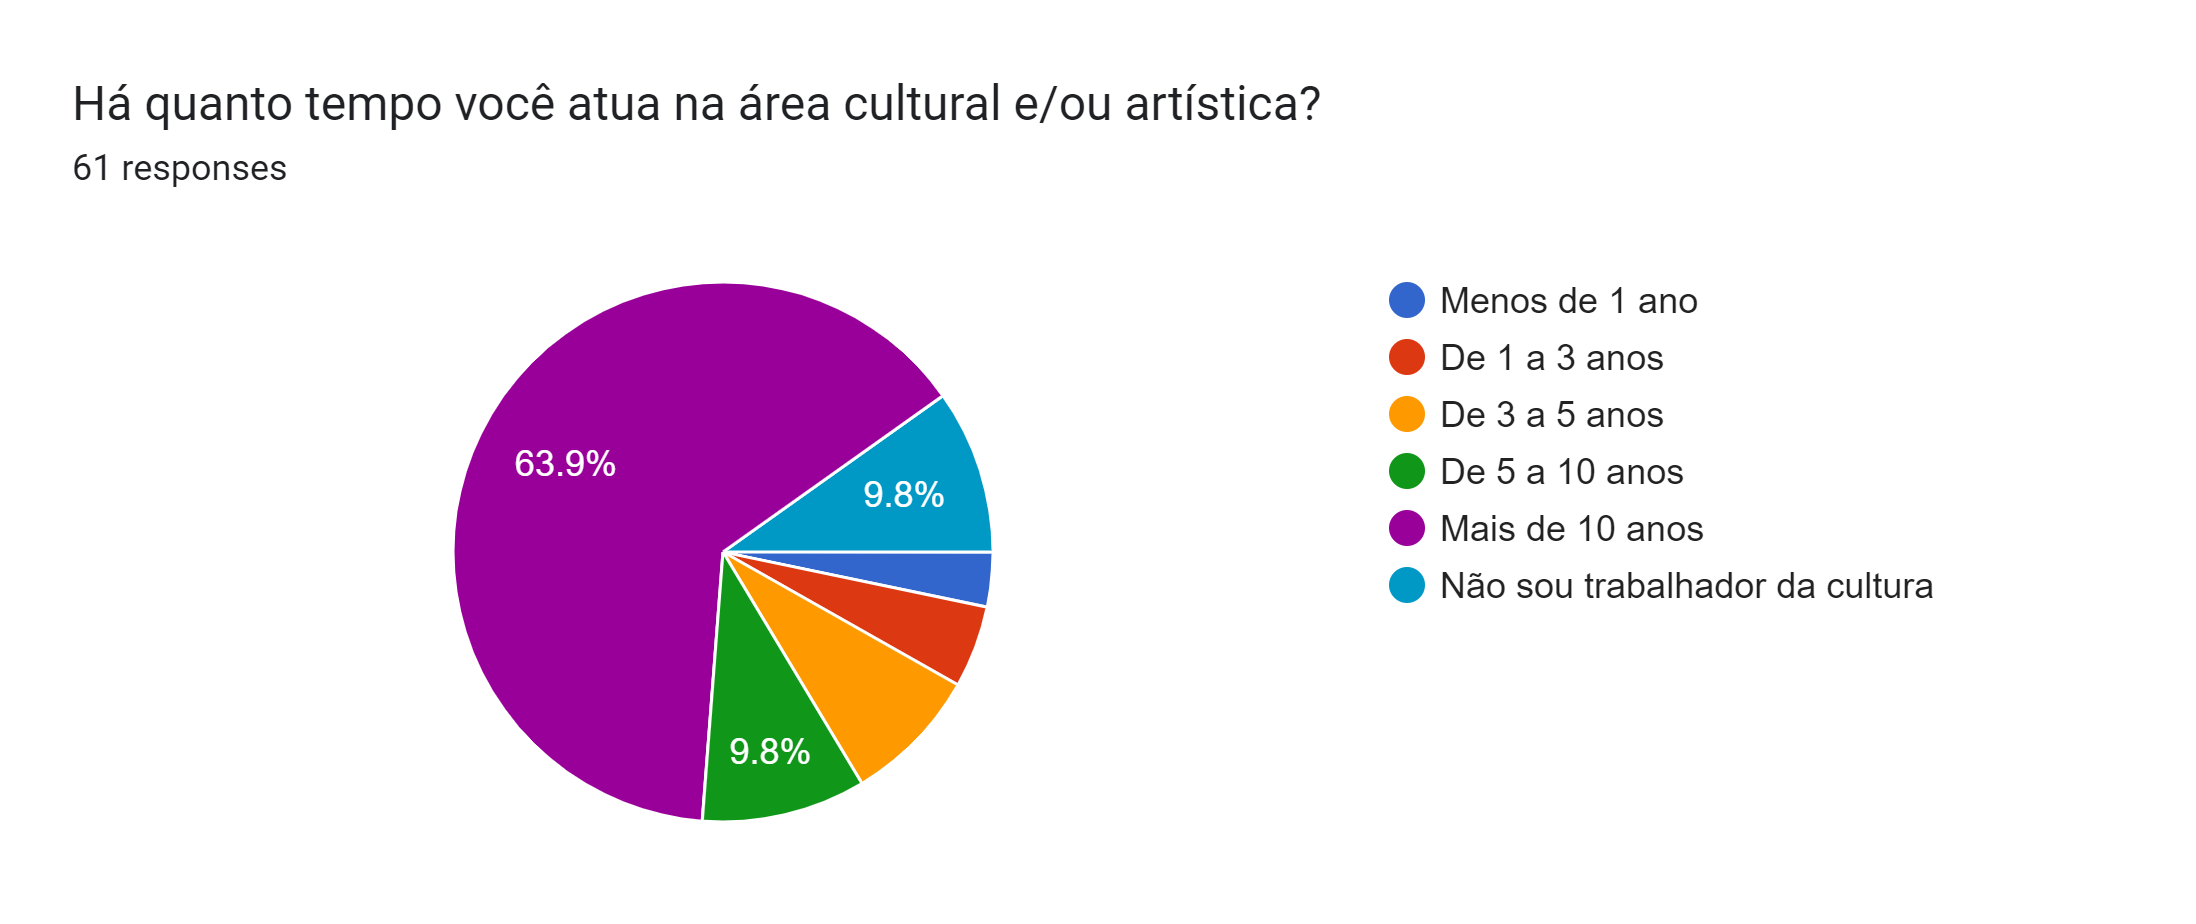 Há quanto tempo você atua na área cultural e/ou artística?
61 responses
63.9%
9.8%
9.8%
Menos de 1 ano
De 1 a 3 anos
De 3 a 5 anos
De 5 a 10 anos
Mais de 10 anos
Não sou trabalhador da cultura